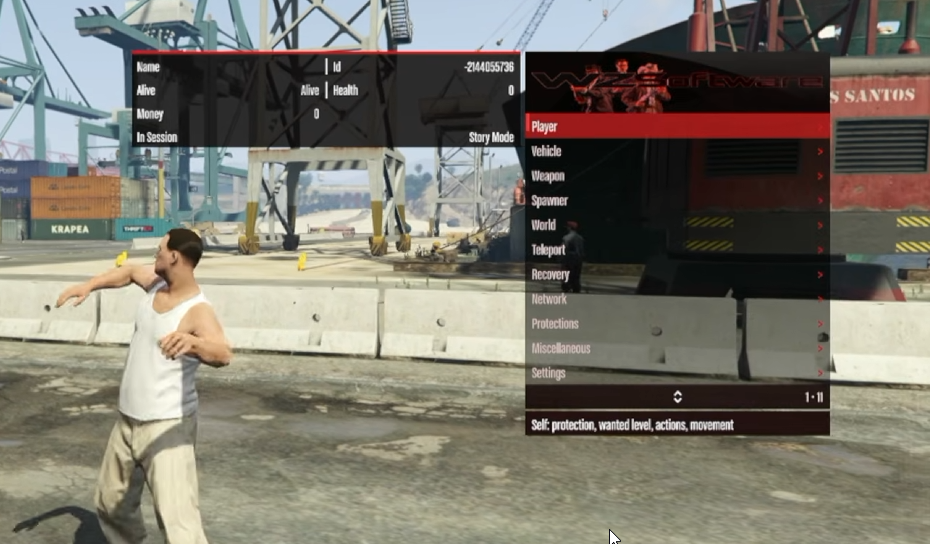 Name | Id -2144055736
Alive Alive | Health 0
Money 0
In Session Story Mode
WZSoftware
Player
Vehicle
Weapon
Spawner
World
Teleport
Recovery
Network
Protections
Miscellaneous
Settings
1 - 11
Self: protection, wanted level, actions, movement
S SANTOS
KRAPEA